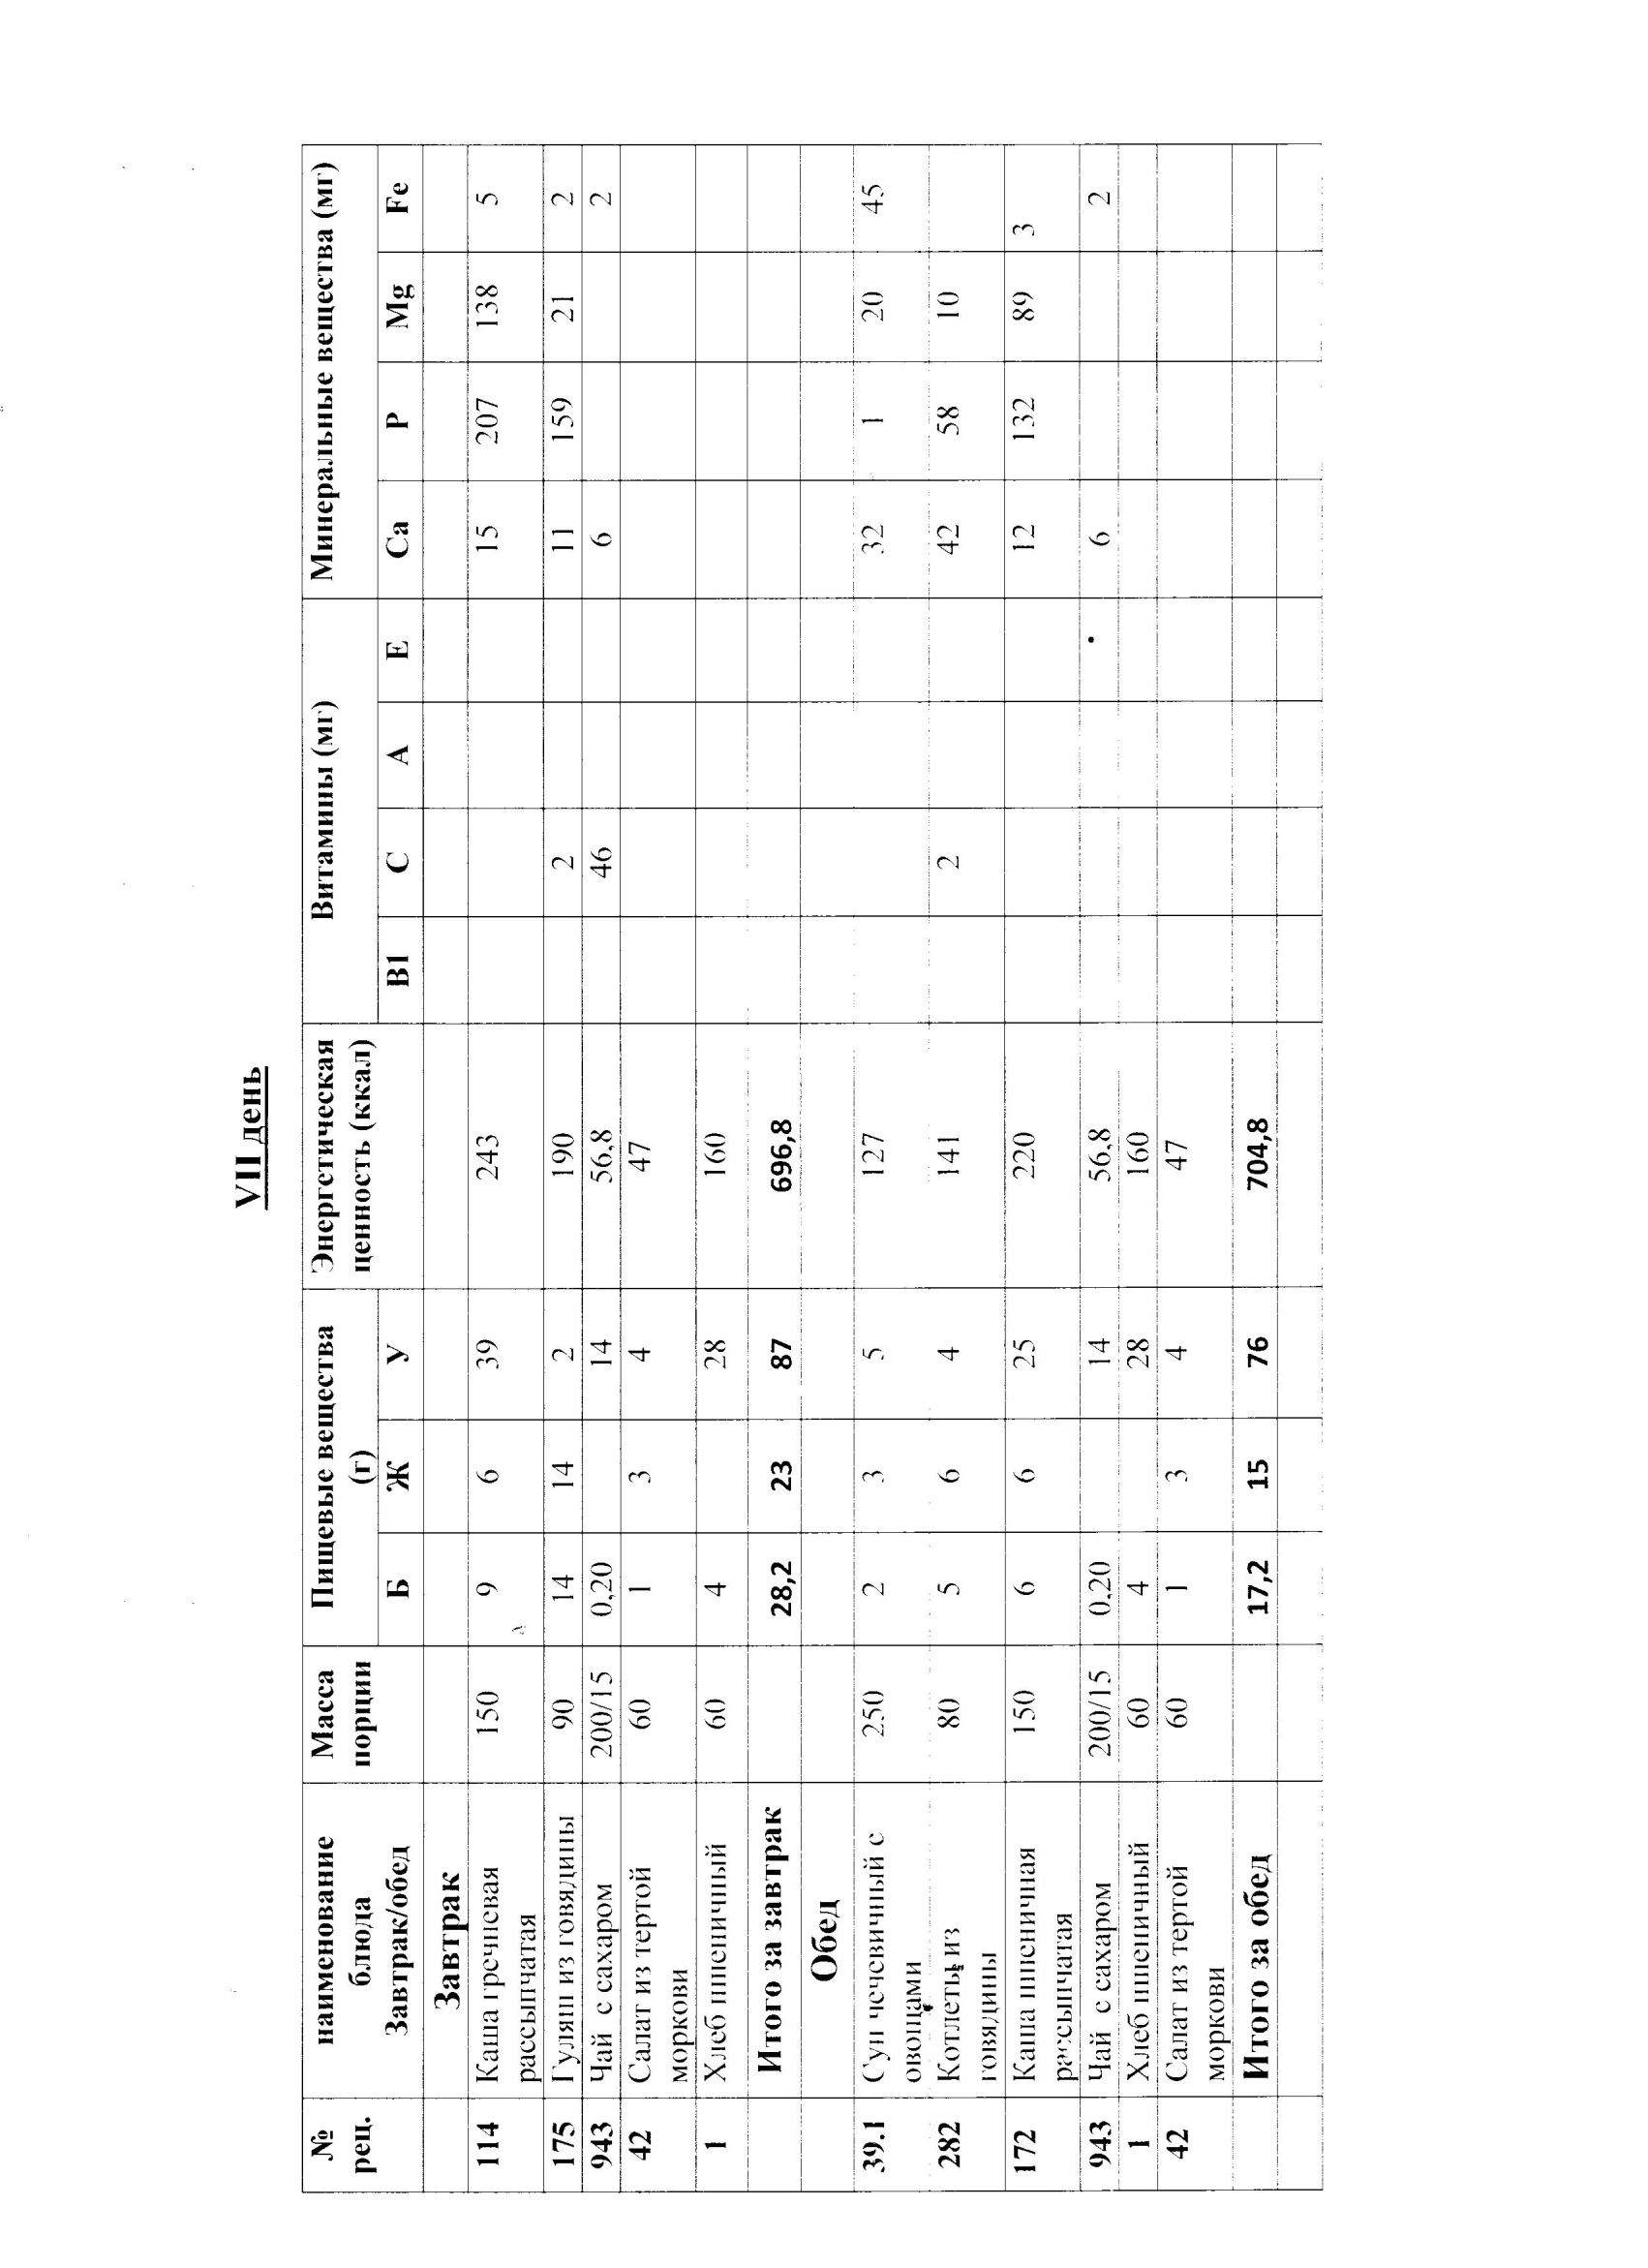 VII день
№ рец. наименование блюда Завтрак/обед Масса порции Пищевые вещества (г) Энергетическая ценность (ккал) Витамины (мг) Минеральные вещества (мг)
Б Ж У В1 С А Е Ca P Mg Fe
Завтрак
114 Каша гречневая рассыпчатая 150 9 6 39 243 15 207 138 5
175 Гуляш из говядины 90 14 14 2 190 2 11 159 21 2
943 Чай с сахаром 200/15 0,20 14 56,8 46 6 2
42 Салат из тертой моркови 60 1 3 4 47
1 Хлеб пшеничный 60 4 28 160
Итого за завтрак 28,2 23 87 696,8
Обед
39.1 Суп чечевичный с овощами 250 2 3 5 127 32 1 20 45
282 Котлеты из говядины 80 5 6 4 141 2 42 58 10
172 Каша пшеничная рассыпчатая 150 6 6 25 220 12 132 89 3
943 Чай с сахаром 200/15 0,20 14 56,8 6 2
1 Хлеб пшеничный 60 4 28 160
42 Салат из тертой моркови 60 1 3 4 47
Итого за обед 17,2 15 76 704,8